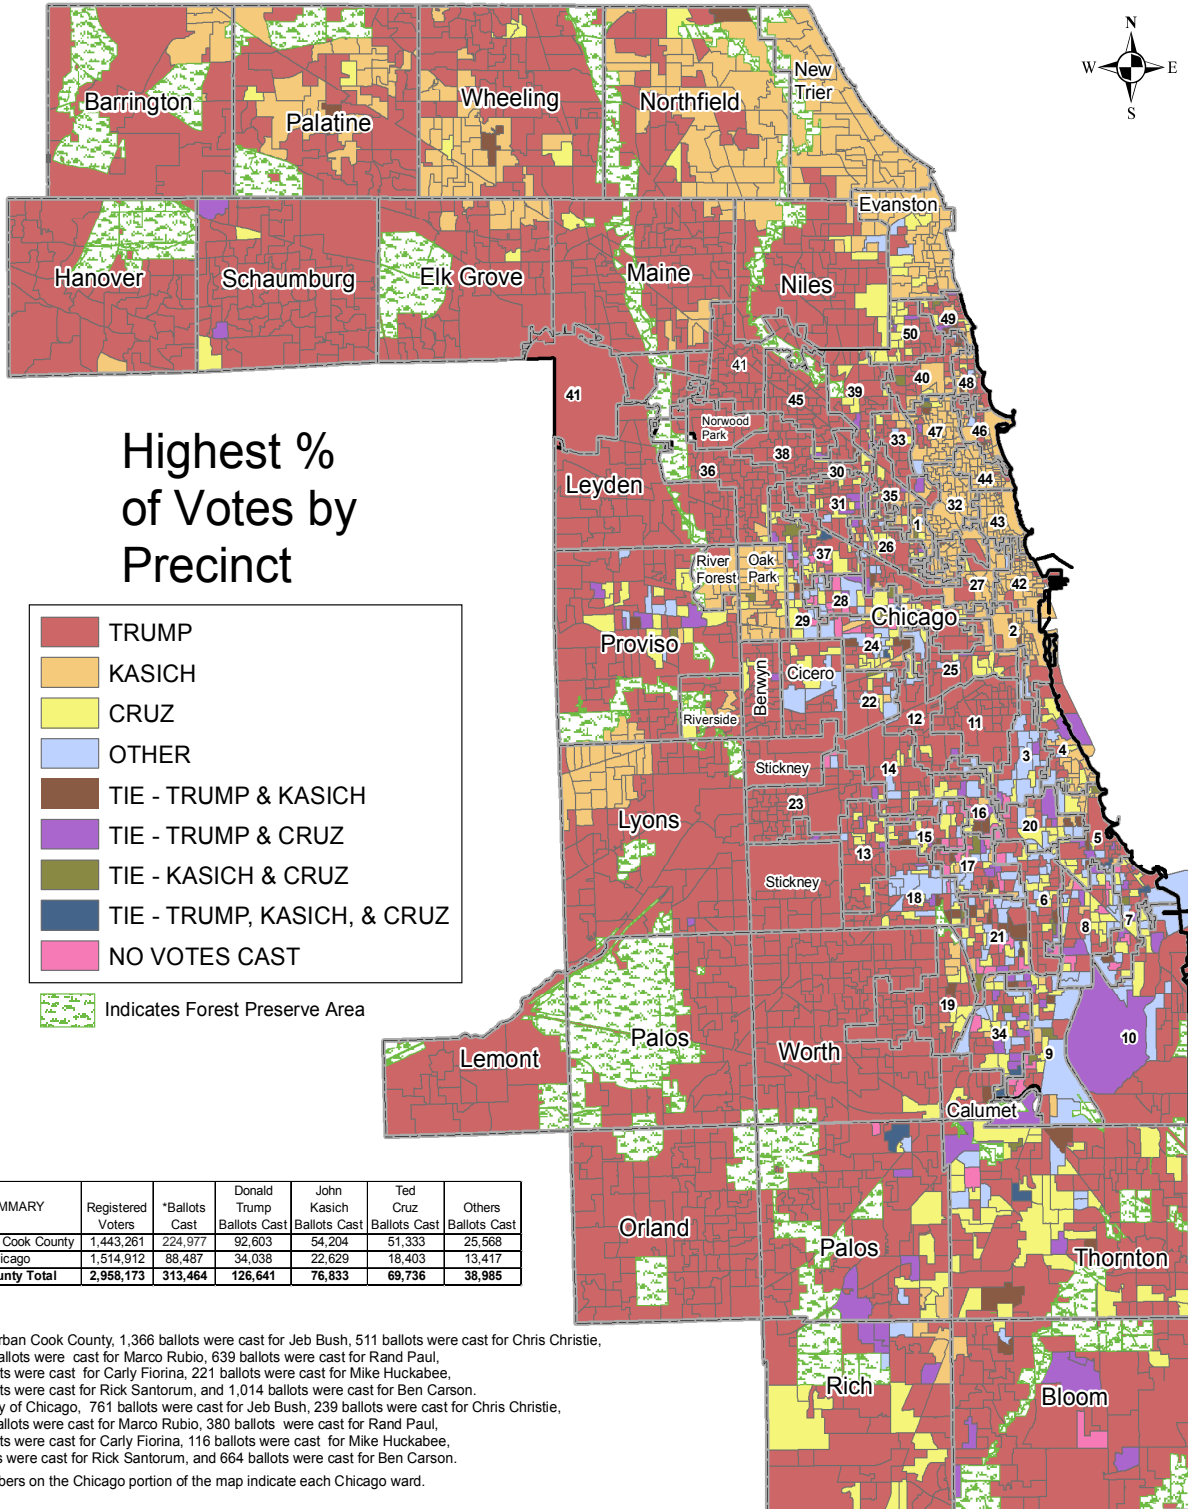 N
W E
S
New
Trier
Barrington
Palatine
Wheeling
Northfield
Evanston
Hanover
Schaumburg
Elk Grove
Maine
Niles
49
50
41
40
48
41
45
39
Norwood
Park
33
47
46
38
36
30
44
Leyden
31
35
32
43
1
26
37
River
Forest
Oak
Park
27
42
28
Chicago
29
2
Proviso
24
25
Berwyn
Cicero
22
Riverside
12
11
3
4
Stickney
14
23
16
Lyons
20
5
15
13
17
Stickney
18
6
7
8
21
19
34
10
Palos
9
Lemont
Worth
Calumet
Orland
Palos
Thornton
Rich
Bloom
Highest %
of Votes by
Precinct
TRUMP
KASICH
CRUZ
OTHER
TIE - TRUMP & KASICH
TIE - TRUMP & CRUZ
TIE - KASICH & CRUZ
TIE - TRUMP, KASICH, & CRUZ
NO VOTES CAST
Indicates Forest Preserve Area
MMARY Registered Voters *Ballots Cast Donald Trump Ballots Cast John Kasich Ballots Cast Ted Cruz Ballots Cast Others Ballots Cast
Cook County 1,443,261 224,977 92,603 54,204 51,333 25,568
icago 1,514,912 88,487 34,038 22,629 18,403 13,417
unty Total 2,958,173 313,464 126,641 76,833 69,736 38,985
rban Cook County, 1,366 ballots were cast for Jeb Bush, 511 ballots were cast for Chris Christie,
allots were cast for Marco Rubio, 639 ballots were cast for Rand Paul,
ts were cast for Carly Fiorina, 221 ballots were cast for Mike Huckabee,
ts were cast for Rick Santorum, and 1,014 ballots were cast for Ben Carson.
y of Chicago, 761 ballots were cast for Jeb Bush, 239 ballots were cast for Chris Christie,
allots were cast for Marco Rubio, 380 ballots were cast for Rand Paul,
ts were cast for Carly Fiorina, 116 ballots were cast for Mike Huckabee,
s were cast for Rick Santorum, and 664 ballots were cast for Ben Carson.
bers on the Chicago portion of the map indicate each Chicago ward.